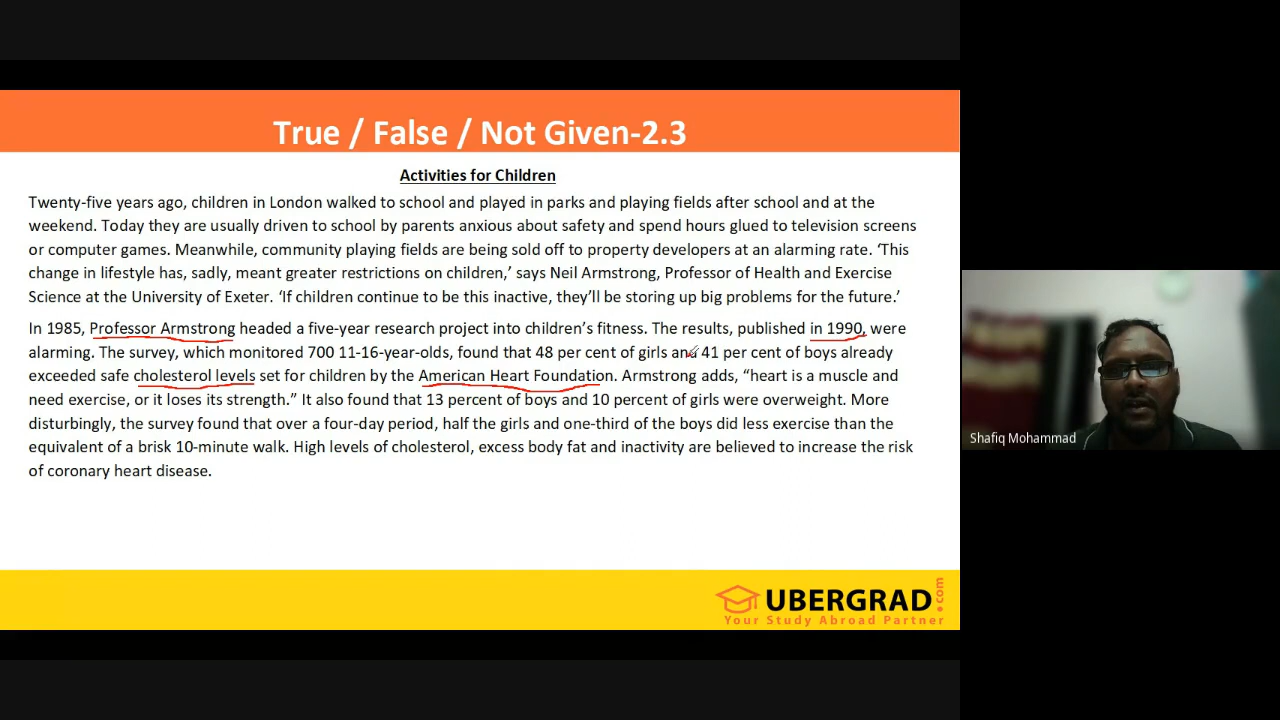 True / False / Not Given-2.3
Activities for Children
Twenty-five years ago, children in London walked to school and played in parks and playing fields after school and at the
weekend. Today they are usually driven to school by parents anxious about safety and spend hours glued to television screens
or computer games. Meanwhile, community playing fields are being sold off to property developers at an alarming rate. ‘This
change in lifestyle has, sadly, meant greater restrictions on children,’ says Neil Armstrong, Professor of Health and Exercise
Science at the University of Exeter. ‘If children continue to be this inactive, they’ll be storing up big problems for the future.’
In 1985, Professor Armstrong headed a five-year research project into children’s fitness. The results, published in 1990, were
alarming. The survey, which monitored 700 11-16-year-olds, found that 48 per cent of girls and 41 per cent of boys already
exceeded safe cholesterol levels set for children by the American Heart Foundation. Armstrong adds, “heart is a muscle and
need exercise, or it loses its strength.” It also found that 13 percent of boys and 10 percent of girls were overweight. More
disturbingly, the survey found that over a four-day period, half the girls and one-third of the boys did less exercise than the
equivalent of a brisk 10-minute walk. High levels of cholesterol, excess body fat and inactivity are believed to increase the risk
of coronary heart disease.
Shafiq Mohammad
UBERGRAD.com
Your Study Abroad Partner